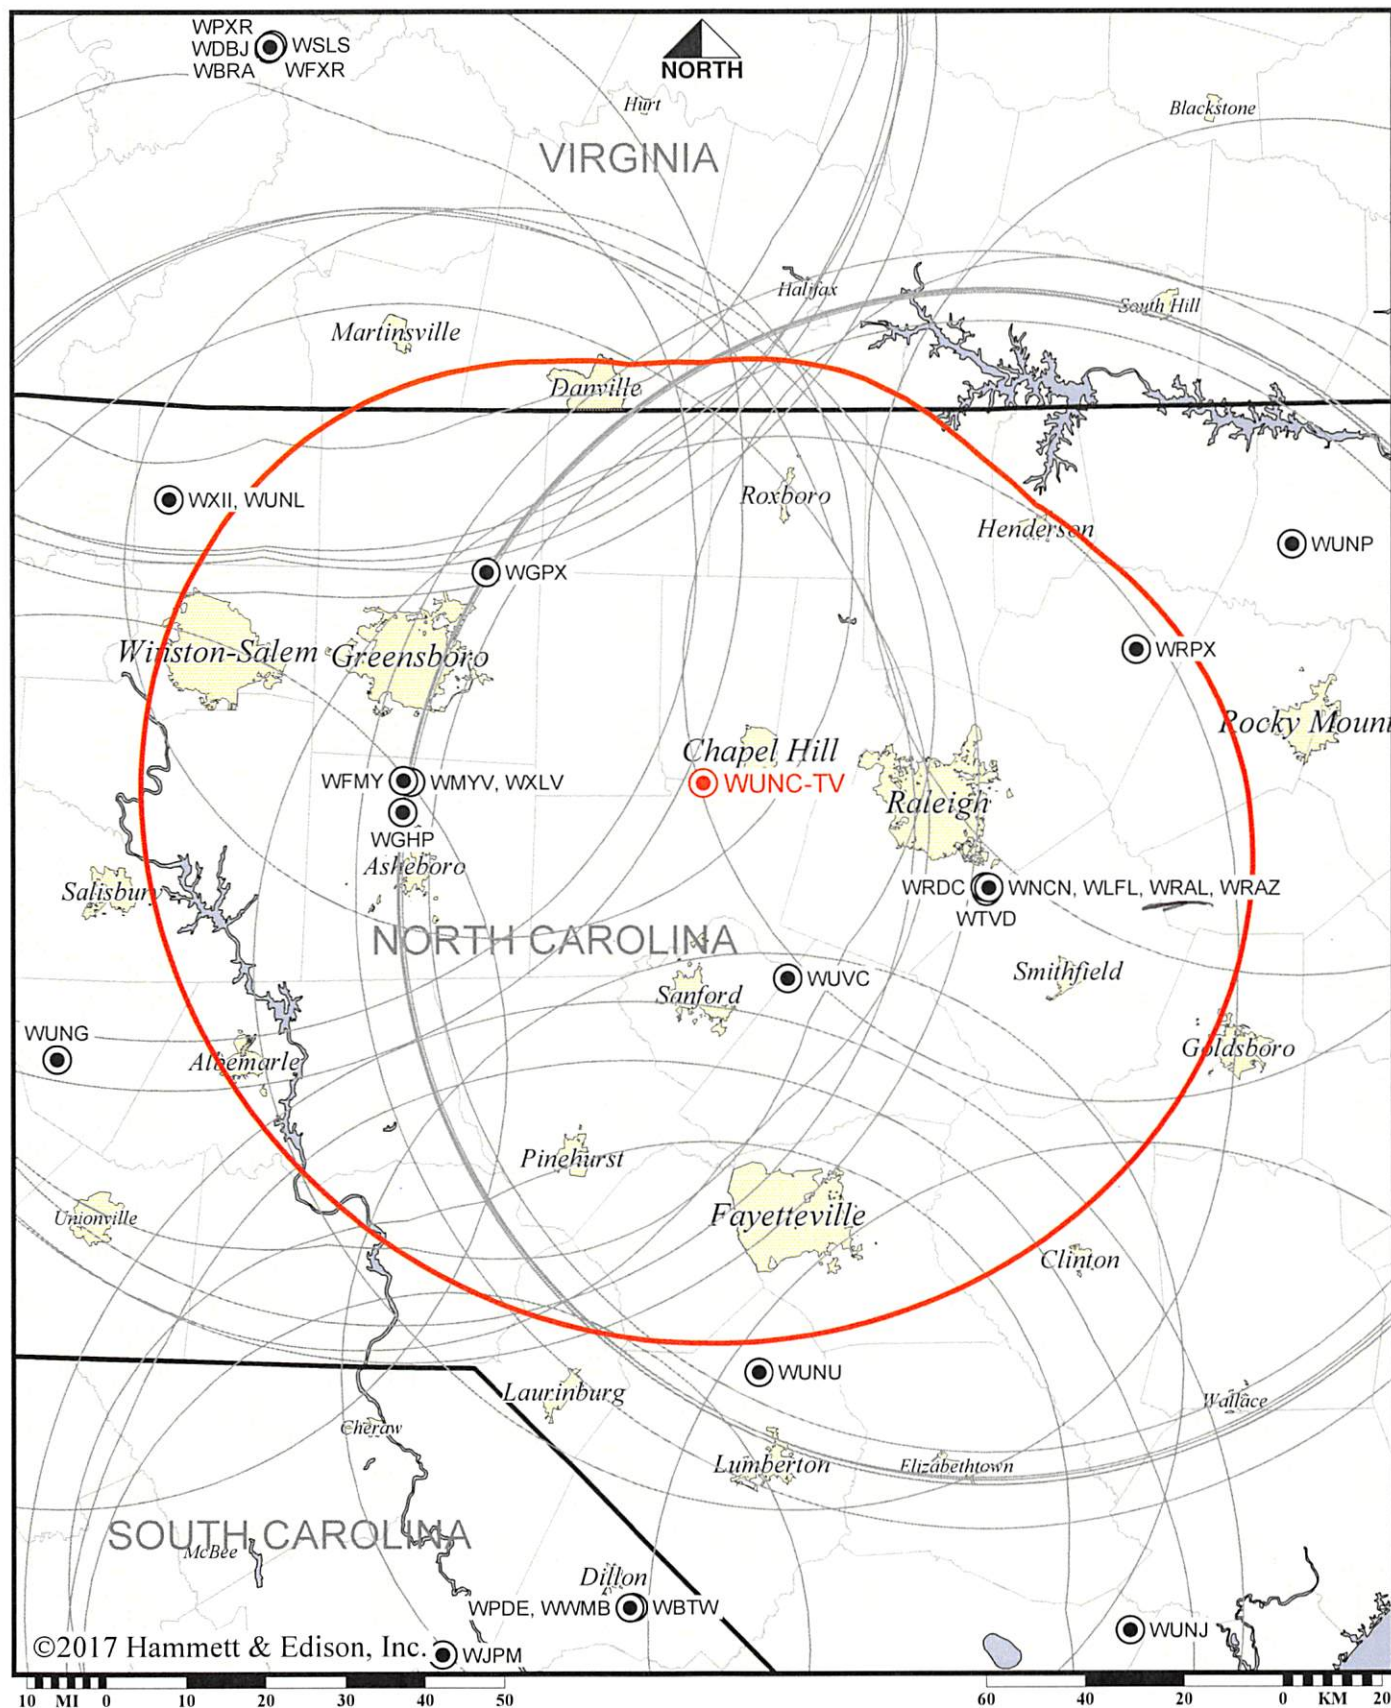 WPXR
WDBJ WSLS
WBRA WFXR
NORTH
Hurt
Blackstone
VIRGINIA
Halifax
South Hill
Martinsville
Danville
WXII, WUNL
Roxboro
Henderson
WUNP
WGPX
Winston-Salem
Greensboro
WRPX
Rocky Mount
Chapel Hill
WFMY WMYV, WXLV
WUNC-TV
Raleigh
WGHP
Asheboro
Salisbury
WRDC WNCN, WLFL, WRAL, WRAZ
WTVD
NORTH CAROLINA
Smithfield
WUVC
Sanford
WUNG
Albemarle
Goldsboro
Pinehurst
Unionville
Fayetteville
Clinton
WUNU
Laurinburg
Wallace
Cheraw
Lumberton
Elizabethtown
SOUTH CAROLINA
McBee
Dillon
WPDE, WWMB WBTW
WUNJ
©2017 Hammett & Edison, Inc.
WJPM
10 MI 0 10 20 30 40 50 60 40 20 0 KM 20